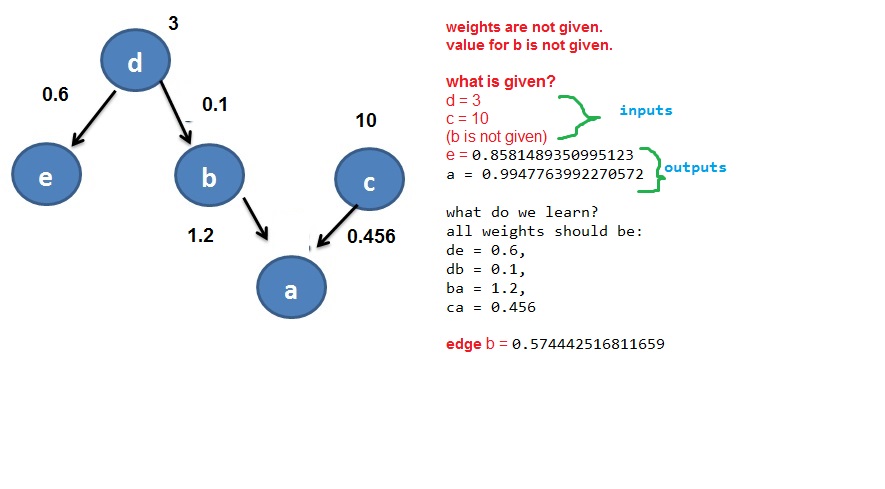 3
d
0.6
0.1
10
e
b
c
1.2
0.456
a
weights are not given.
value for b is not given.
what is given?
d = 3
c = 10
(b is not given)
inputs
e = 0.8581489350995123
a = 0.9947763992270572
outputs
what do we learn?
all weights should be:
de = 0.6,
db = 0.1,
ba = 1.2,
ca = 0.456
edge b = 0.574442516811659